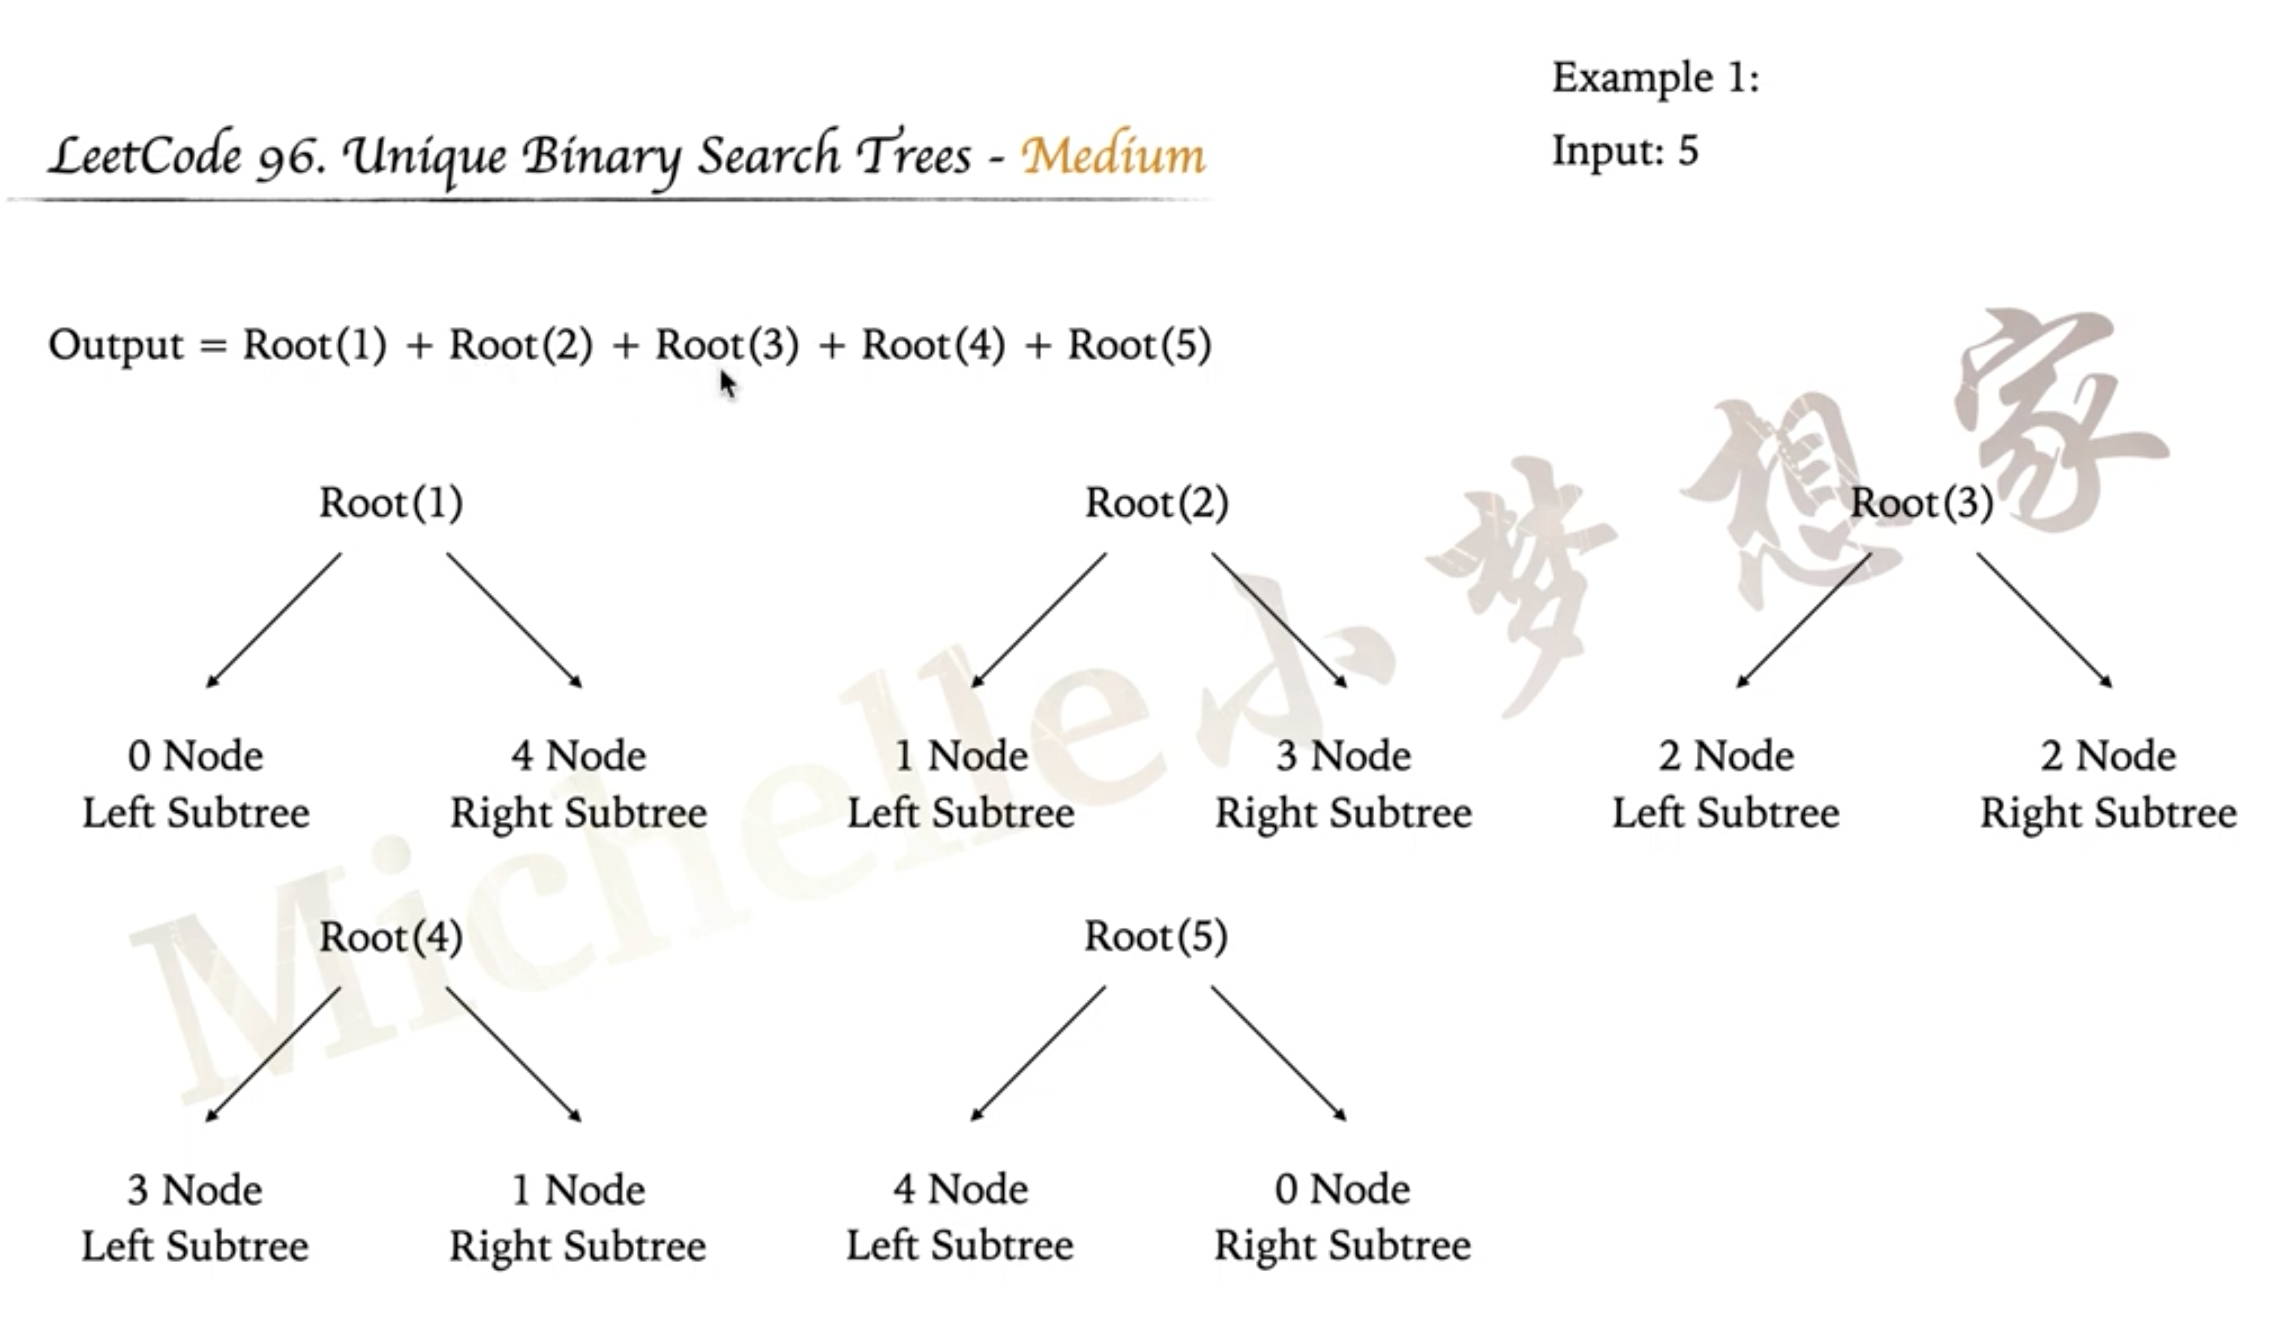 Example 1:
Input: 5
LeetCode 96. Unique Binary Search Trees - Medium
Output = Root(1) + Root(2) + Root(3) + Root(4) + Root(5)
Root(1)
0 Node
Left Subtree
4 Node
Right Subtree
Root(2)
1 Node
Left Subtree
3 Node
Right Subtree
Root(3)
2 Node
Left Subtree
2 Node
Right Subtree
Root(4)
3 Node
Left Subtree
1 Node
Right Subtree
Root(5)
4 Node
Left Subtree
0 Node
Right Subtree
Michelle小梦想家